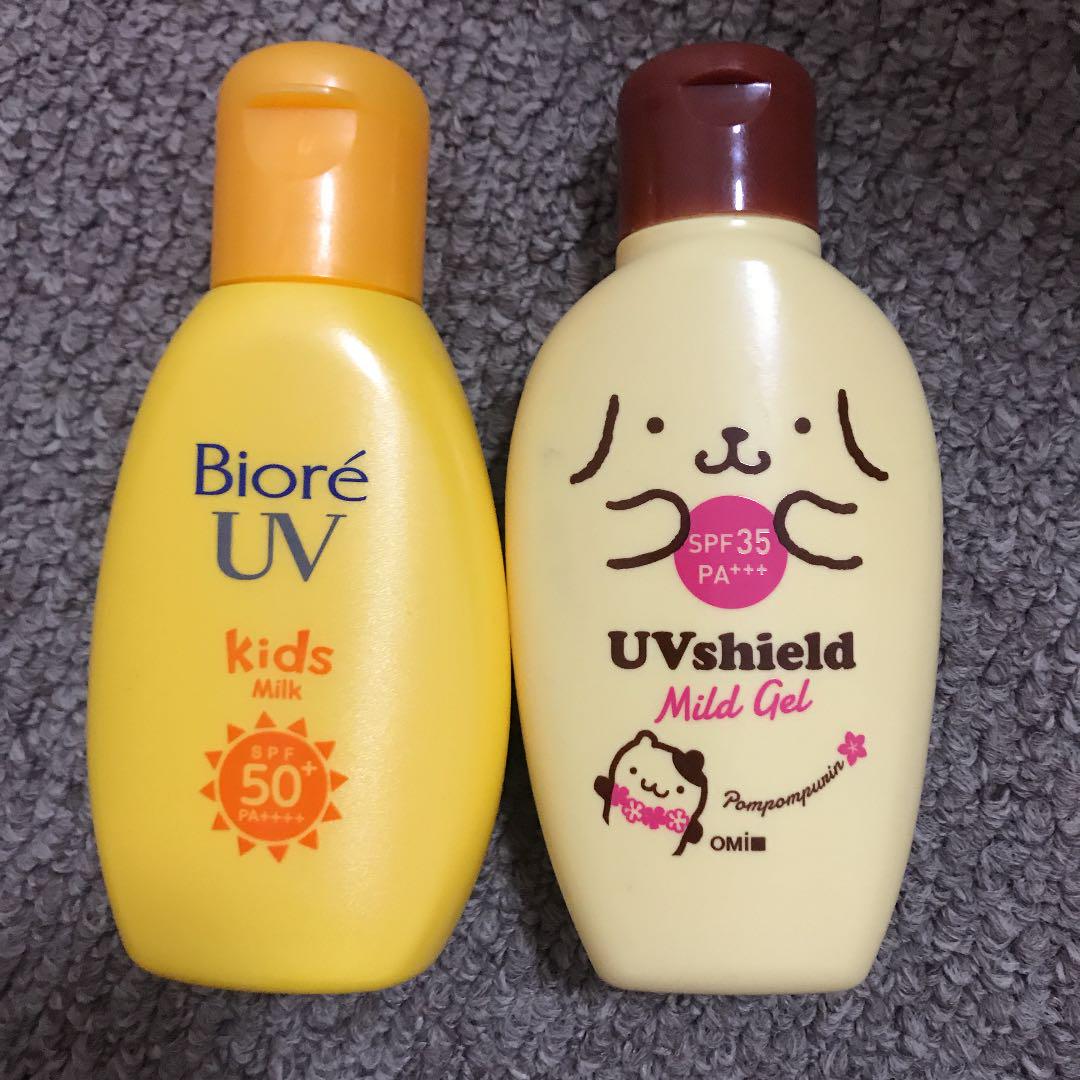 Bioré
UV
kids
Milk
SPF
50+
PA++++
SPF35
PA+++
UVshield
Mild Gel
Pompompurin
OMi